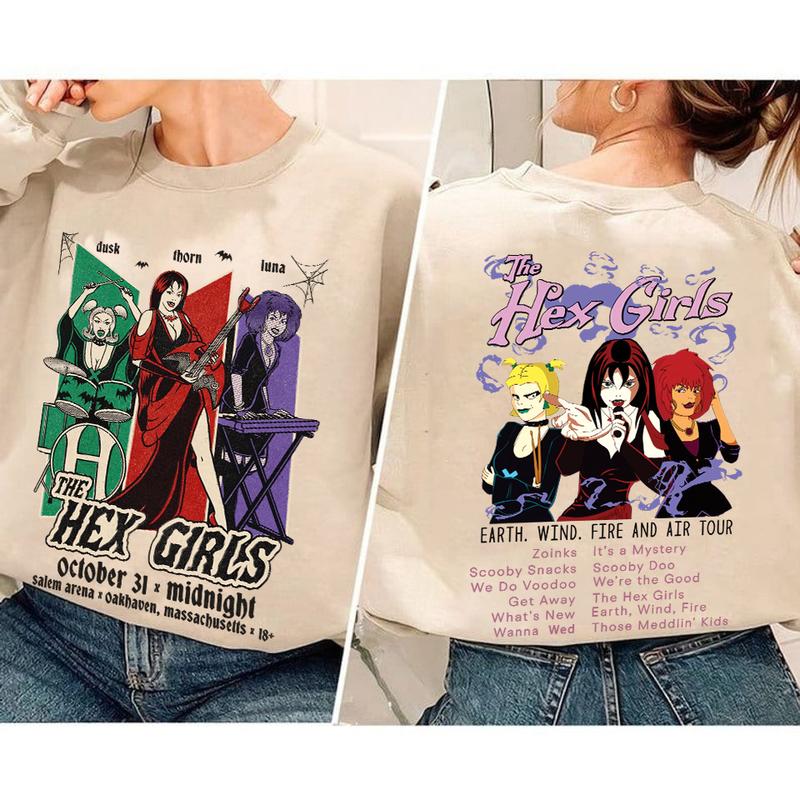 dusk
thorn
luna
H
THE
HEX GIRLS
october 31 x midnight
salem arena x oakhaven, massachusetts x 18+
The
Hex Girls
EARTH. WIND. FIRE AND AIR TOUR
Zoinks It's a Mystery
Scooby Snacks Scooby Doo
We Do Voodoo We're the Good
Get Away The Hex Girls
What's New Earth, Wind, Fire
Wanna Wed Those Meddlin' Kids